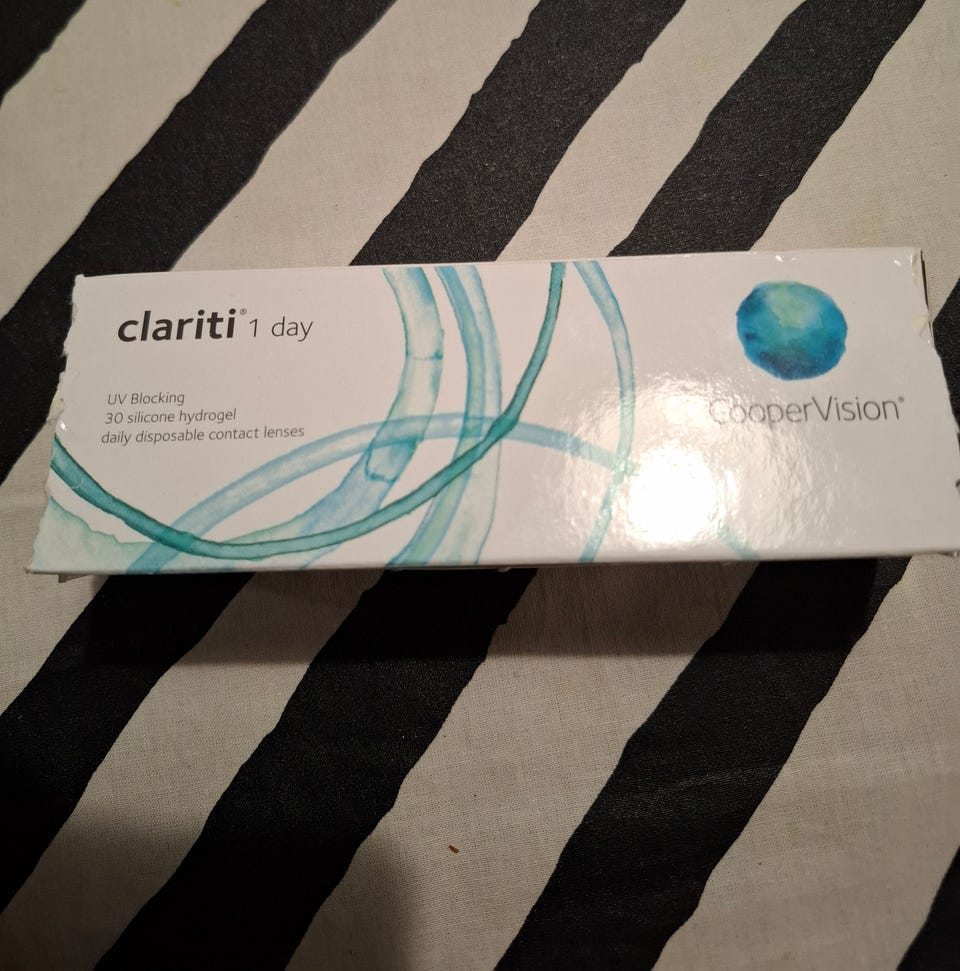 clariti® 1 day
UV Blocking
30 silicone hydrogel
daily disposable contact lenses
CooperVision®